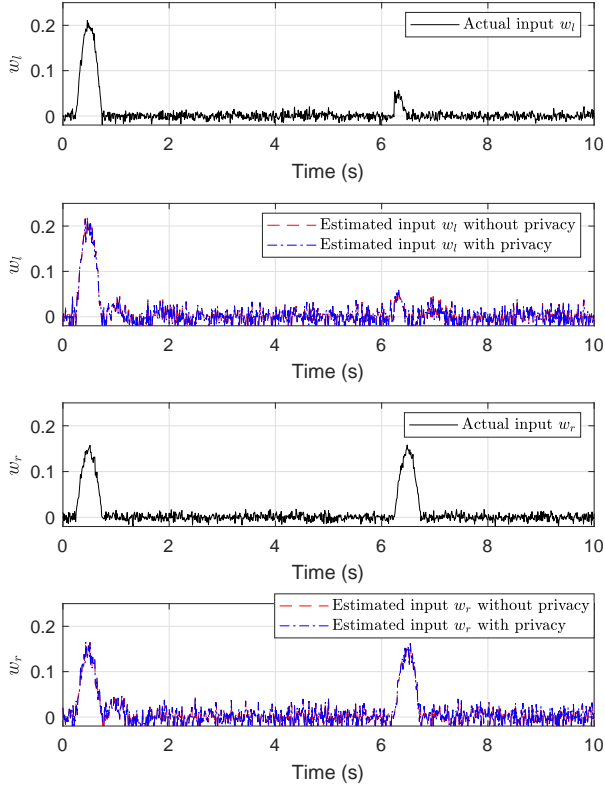 0.2
0.1
0
w_l
Actual input w_l
0 2 4 6 8 10
Time (s)
0.2
0.1
0
w_l
Estimated input w_l without privacy
Estimated input w_l with privacy
0 2 4 6 8 10
Time (s)
0.2
0.1
0
w_r
Actual input w_r
0 2 4 6 8 10
Time (s)
0.2
0.1
0
w_r
Estimated input w_r without privacy
Estimated input w_r with privacy
0 2 4 6 8 10
Time (s)